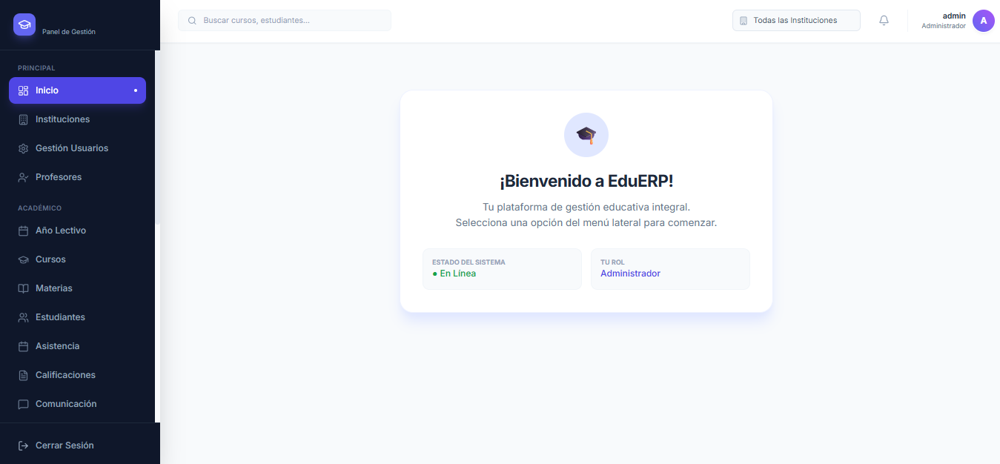 Panel de Gestión
PRINCIPAL
Inicio
Instituciones
Gestión Usuarios
Profesores
ACADÉMICO
Año Lectivo
Cursos
Materias
Estudiantes
Asistencia
Calificaciones
Comunicación
Cerrar Sesión
Buscar cursos, estudiantes...
Todas las Instituciones
admin
Administrador
A
¡Bienvenido a EduERP!
Tu plataforma de gestión educativa integral.
Selecciona una opción del menú lateral para comenzar.
ESTADO DEL SISTEMA
● En Línea
TU ROL
Administrador